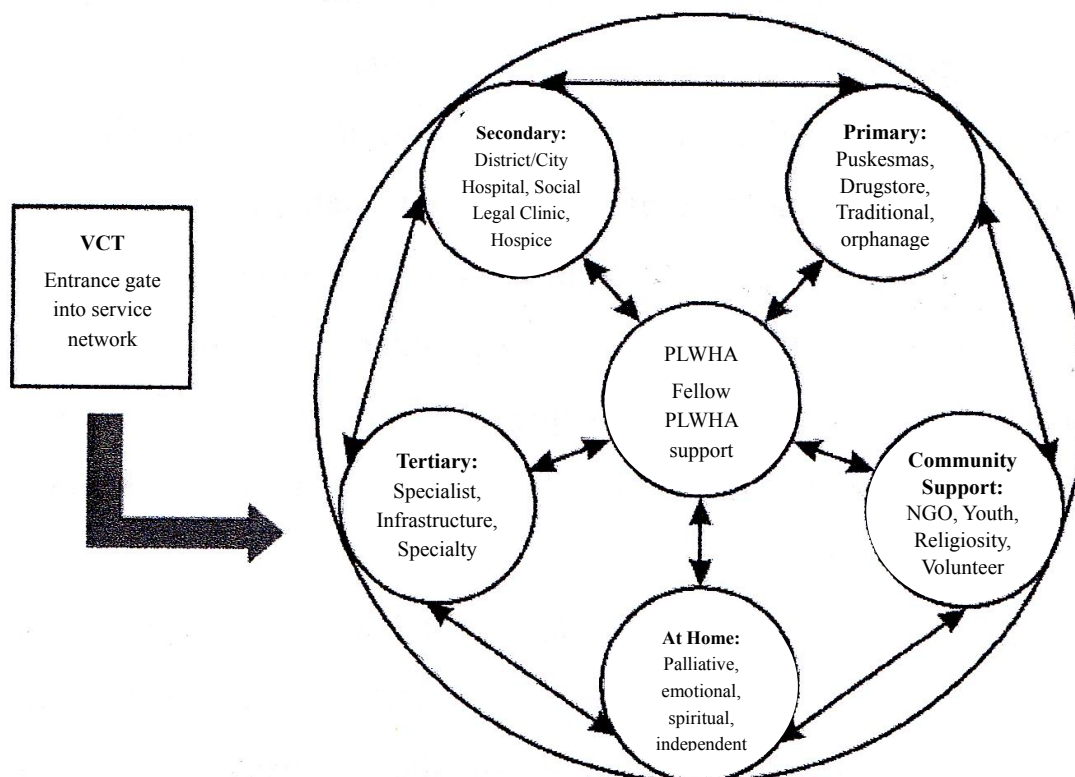 VCT
Entrance gate
into service
network
Secondary:
District/City
Hospital, Social
Legal Clinic,
Hospice
Primary:
Puskesmas,
Drugstore,
Traditional,
orphanage
PLWHA
Fellow
PLWHA
support
Tertiary:
Specialist,
Infrastructure,
Specialty
Community
Support:
NGO, Youth,
Religiosity,
Volunteer
At Home:
Palliative,
emotional,
spiritual,
independent